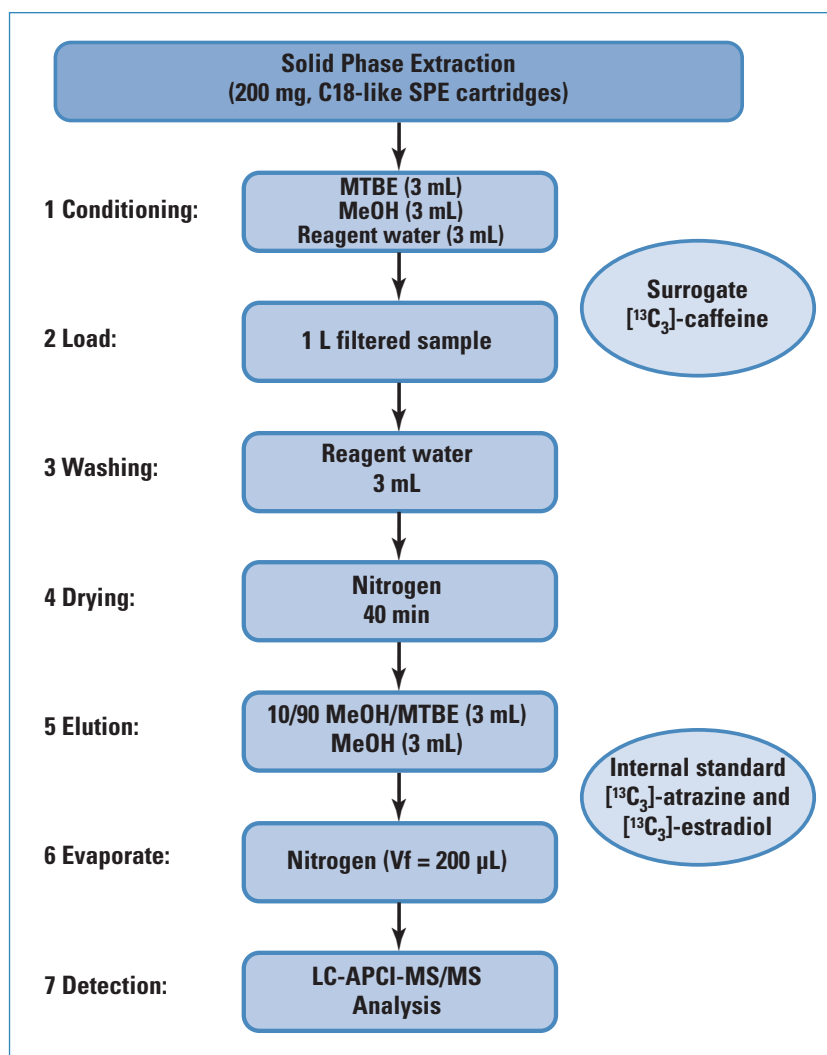 Solid Phase Extraction
(200 mg, C18-like SPE cartridges)
1 Conditioning:
MTBE (3 mL)
MeOH (3 mL)
Reagent water (3 mL)
Surrogate
[¹³C₃]-caffeine
2 Load:
1 L filtered sample
3 Washing:
Reagent water
3 mL
4 Drying:
Nitrogen
40 min
5 Elution:
10/90 MeOH/MTBE (3 mL)
MeOH (3 mL)
Internal standard
[¹³C₃]-atrazine and
[¹³C₃]-estradiol
6 Evaporate:
Nitrogen (Vf = 200 µL)
7 Detection:
LC-APCI-MS/MS
Analysis